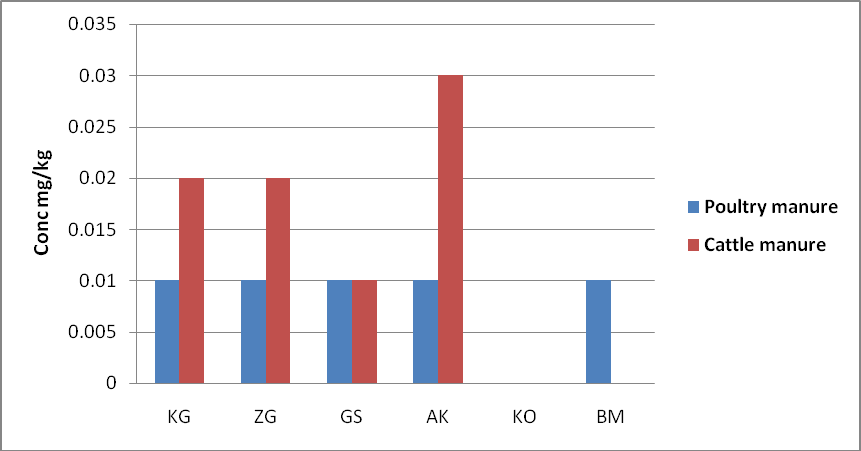 0.035
0.03
0.025
0.02
0.015
0.01
0.005
0
Conc mg/kg
KG ZG GS AK KO BM
Poultry manure
Cattle manure